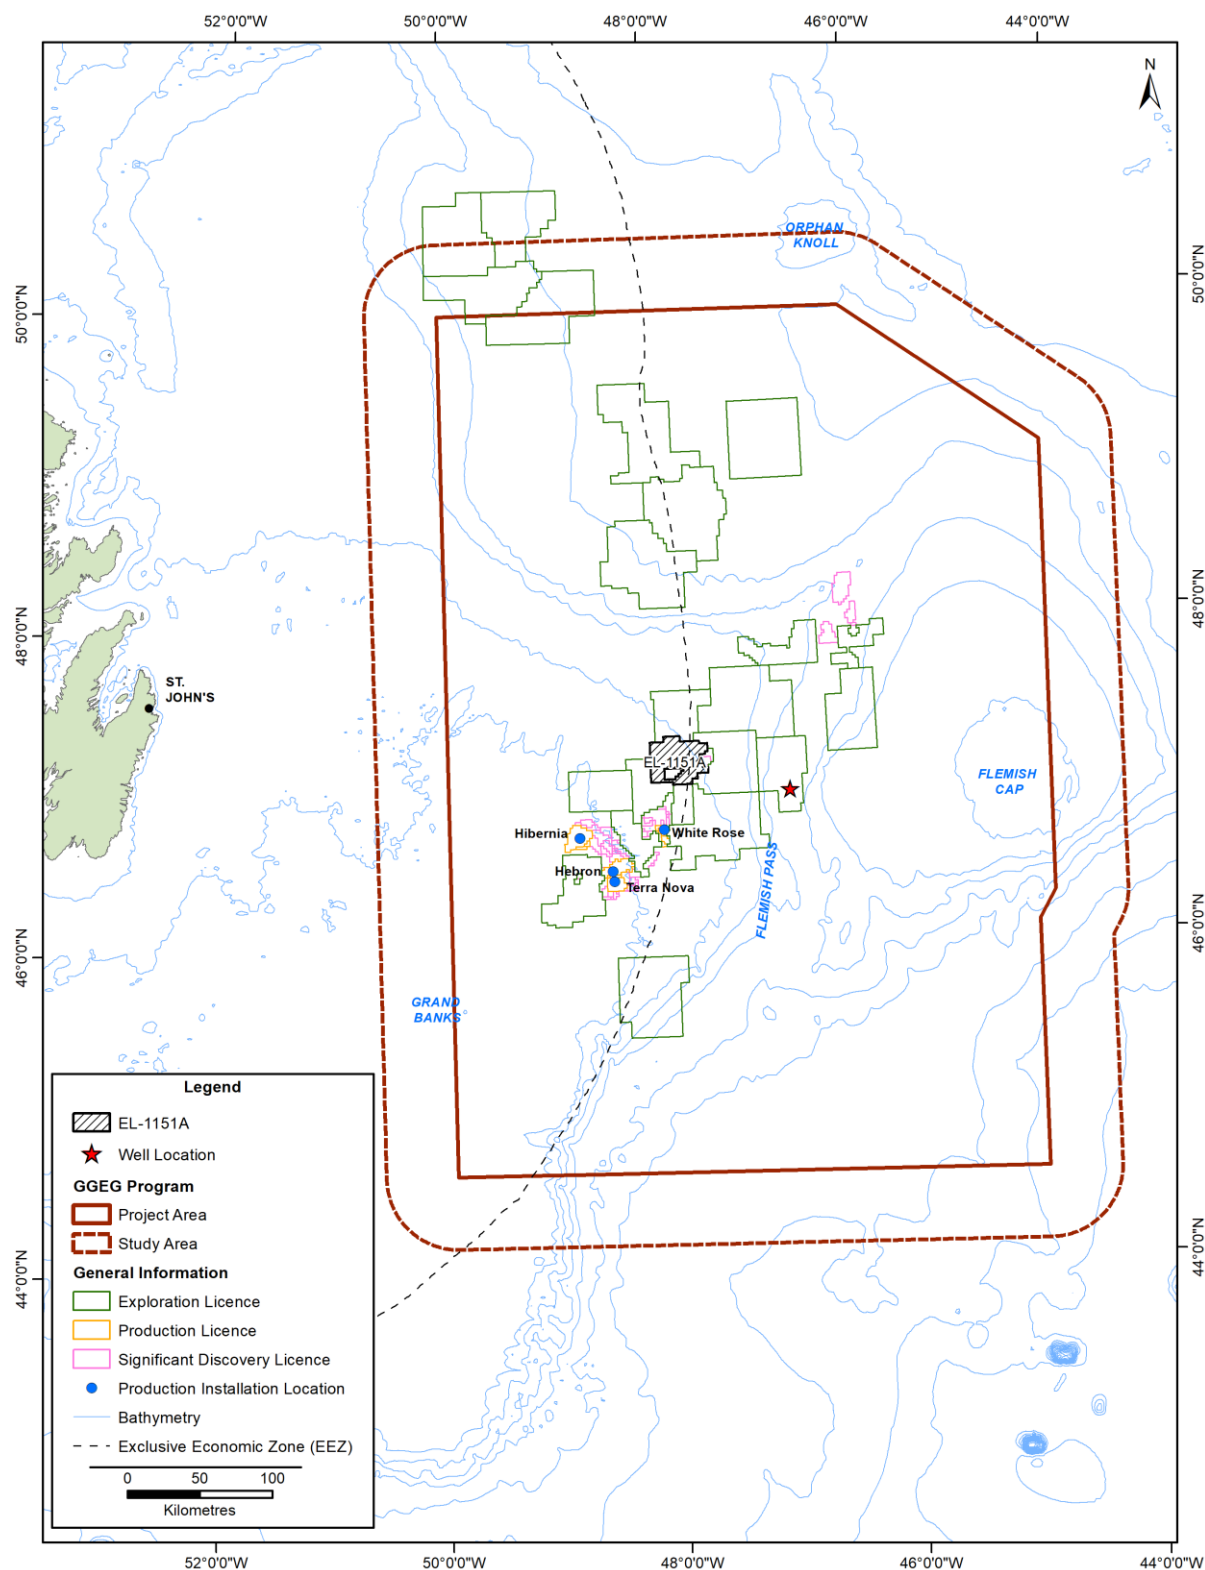 52°0'0"W
50°0'0"W
48°0'0"W
46°0'0"W
44°0'0"W
N
ORPHAN
KNOLL
50°0'0"N
50°0'0"N
48°0'0"N
48°0'0"N
ST.
JOHN'S
EL-1151A
FLEMISH
CAP
Hibernia
White Rose
Hebron
Terra Nova
FLEMISH PASS
46°0'0"N
46°0'0"N
GRAND
BANKS
Legend
EL-1151A
Well Location
GGEG Program
Project Area
Study Area
General Information
Exploration Licence
Production Licence
Significant Discovery Licence
Production Installation Location
Bathymetry
Exclusive Economic Zone (EEZ)
0 50 100
Kilometres
44°0'0"N
44°0'0"N
52°0'0"W
50°0'0"W
48°0'0"W
46°0'0"W
44°0'0"W